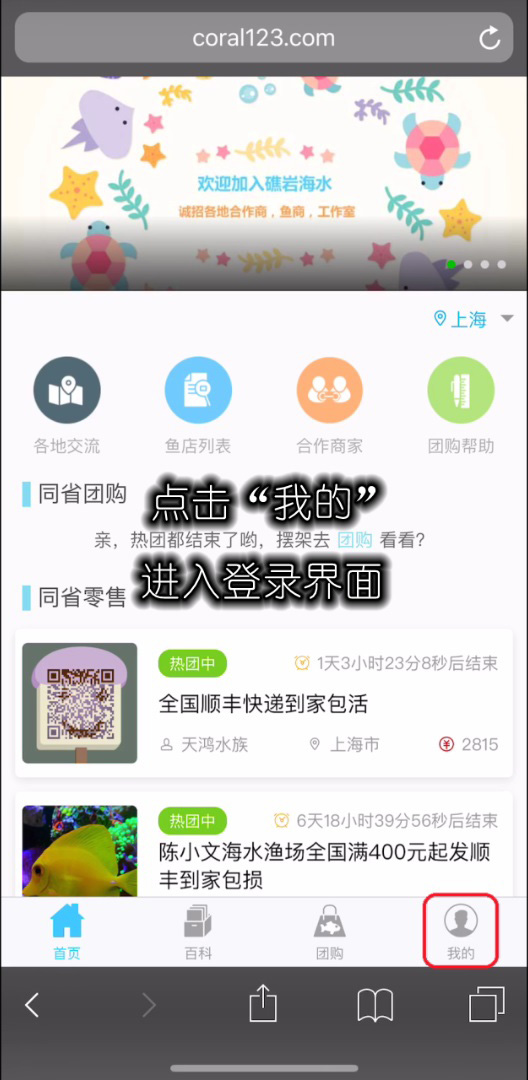 coral123.com
欢迎加入礁岩海水
诚招各地合作商，鱼商，工作室
上海
各地交流
鱼店列表
合作商家
团购帮助
同省团购
点击“我的”
亲，热团都结束了哟，摆架去 团购 看看?
进入登录界面
同省零售
热团中
1天3小时23分8秒后结束
全国顺丰快递到家包活
天鸿水族
上海市
2815
热团中
6天18小时39分56秒后结束
陈小文海水渔场全国满400元起发顺
丰到家包损
首页
百科
团购
我的